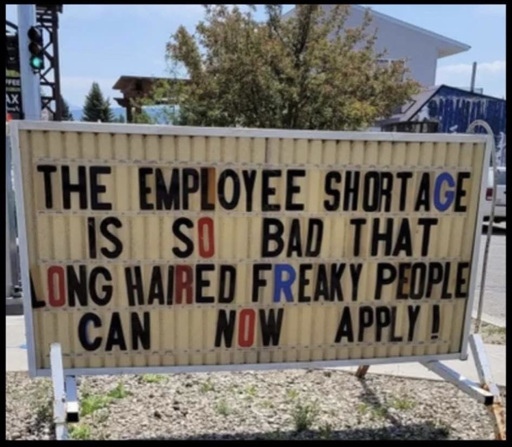 THE EMPLOYEE SHORTAGE
IS SO BAD THAT
LONG HAIRED FREAKY PEOPLE
CAN NOW APPLY!